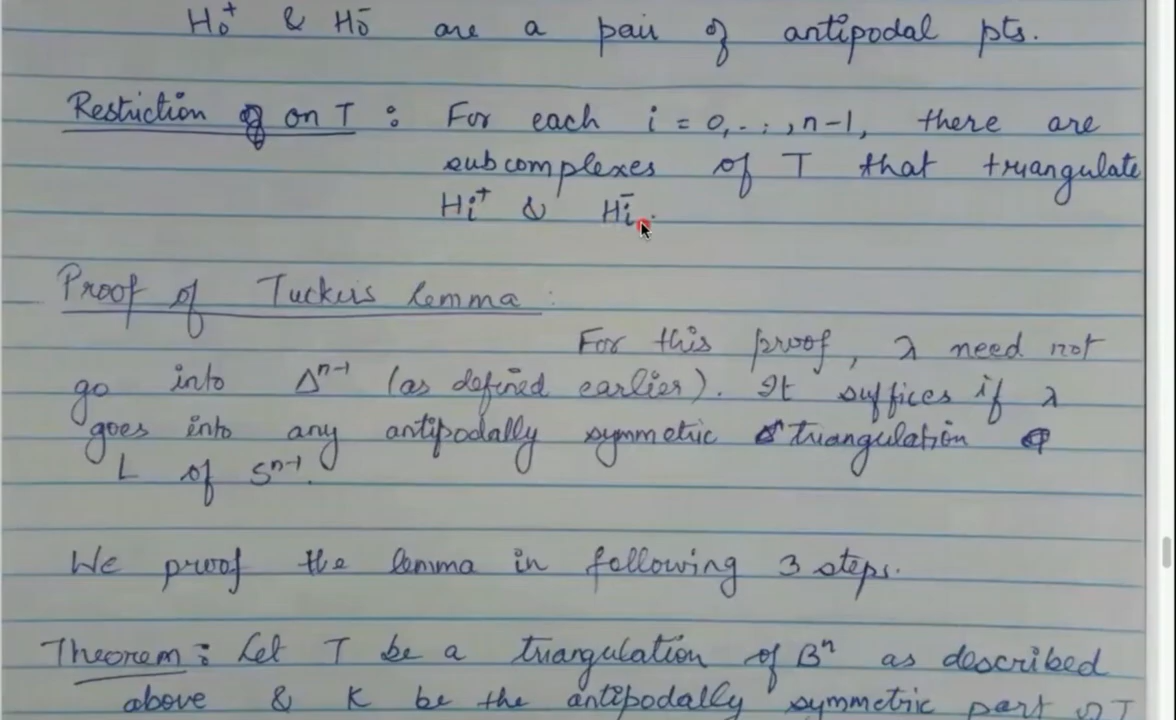 H₀⁺ & H₀⁻ are a pair of antipodal pts.
Restriction on T : For each i = 0,..:,n-1, there are
subcomplexes of T that triangulate
Hᵢ⁺ & Hᵢ⁻.
Proof of Tucker's lemma :
For this proof, λ need not
go into Δⁿ⁻¹ (as defined earlier). It suffices if λ
goes into any antipodally symmetric triangulation
L of Sⁿ⁻¹.
We proof the lemma in following 3 steps.
Theorem : Let T be a triangulation of Bⁿ as described
above & K be the antipodally symmetric part of T